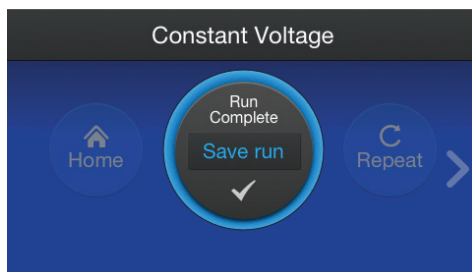 Constant Voltage
Run
Complete
Save run
Home
Repeat